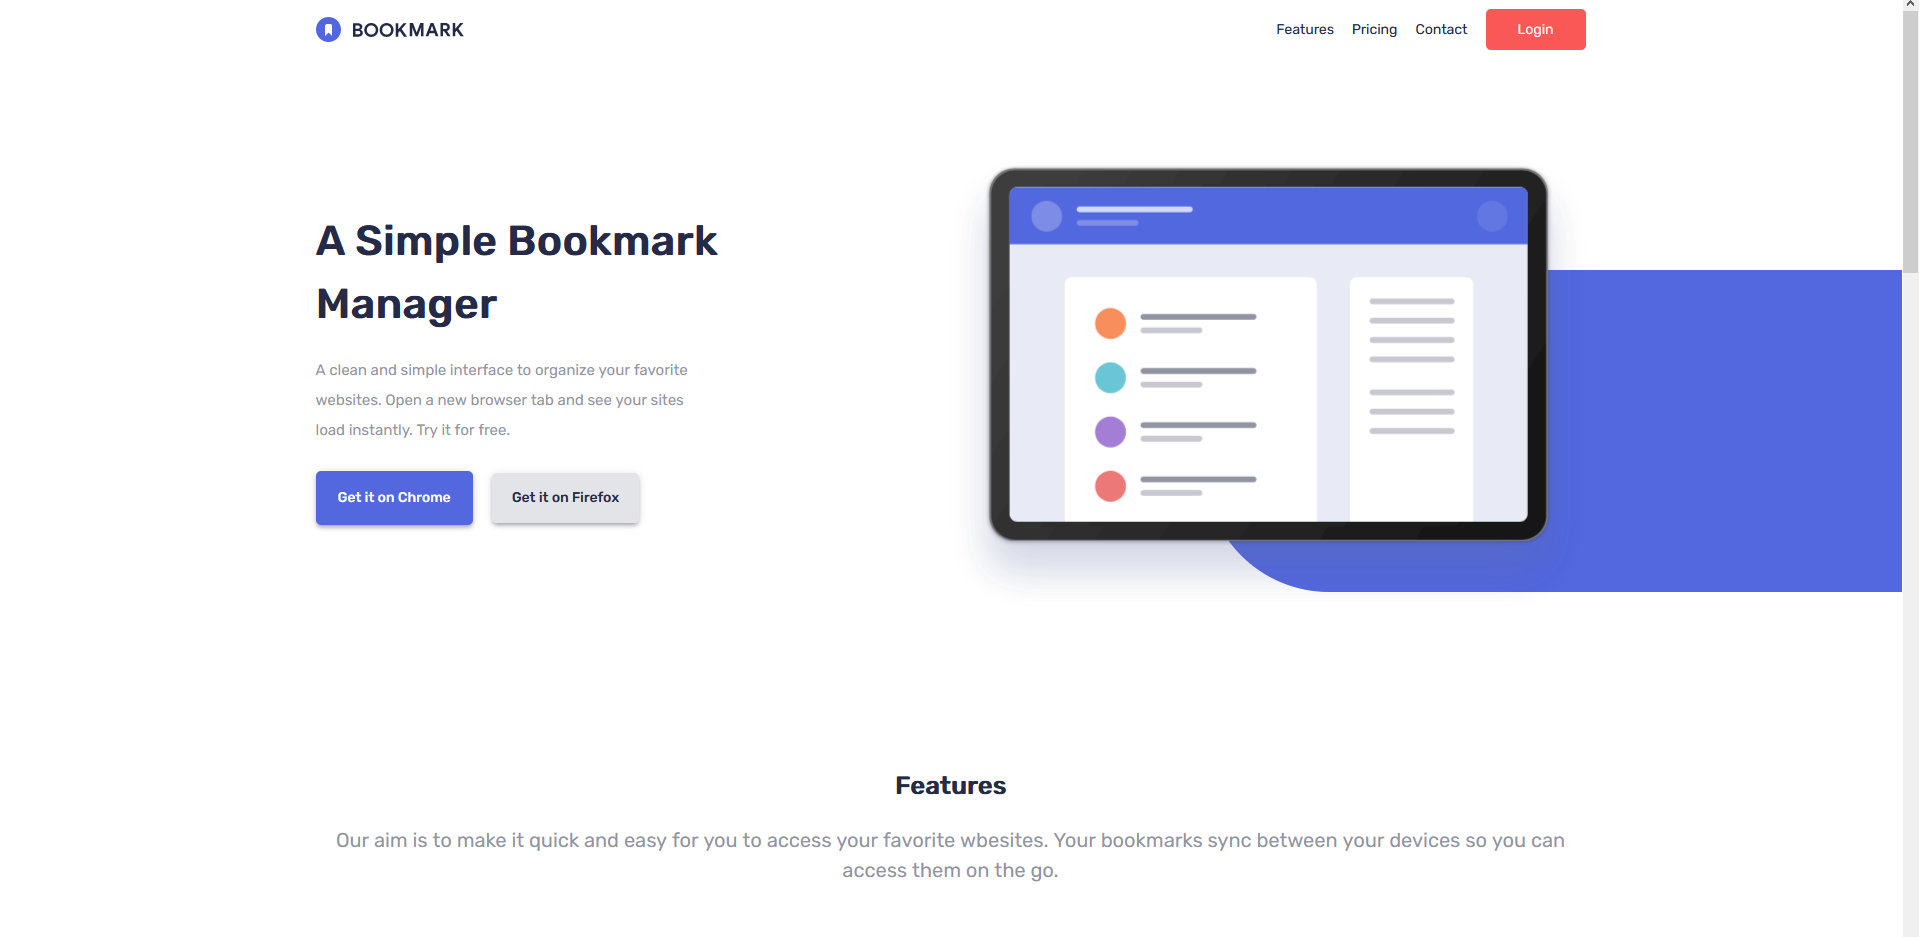 BOOKMARK
Features Pricing Contact Login
A Simple Bookmark
Manager
A clean and simple interface to organize your favorite
websites. Open a new browser tab and see your sites
load instantly. Try it for free.
Get it on Chrome Get it on Firefox
Features
Our aim is to make it quick and easy for you to access your favorite wbesites. Your bookmarks sync between your devices so you can
access them on the go.